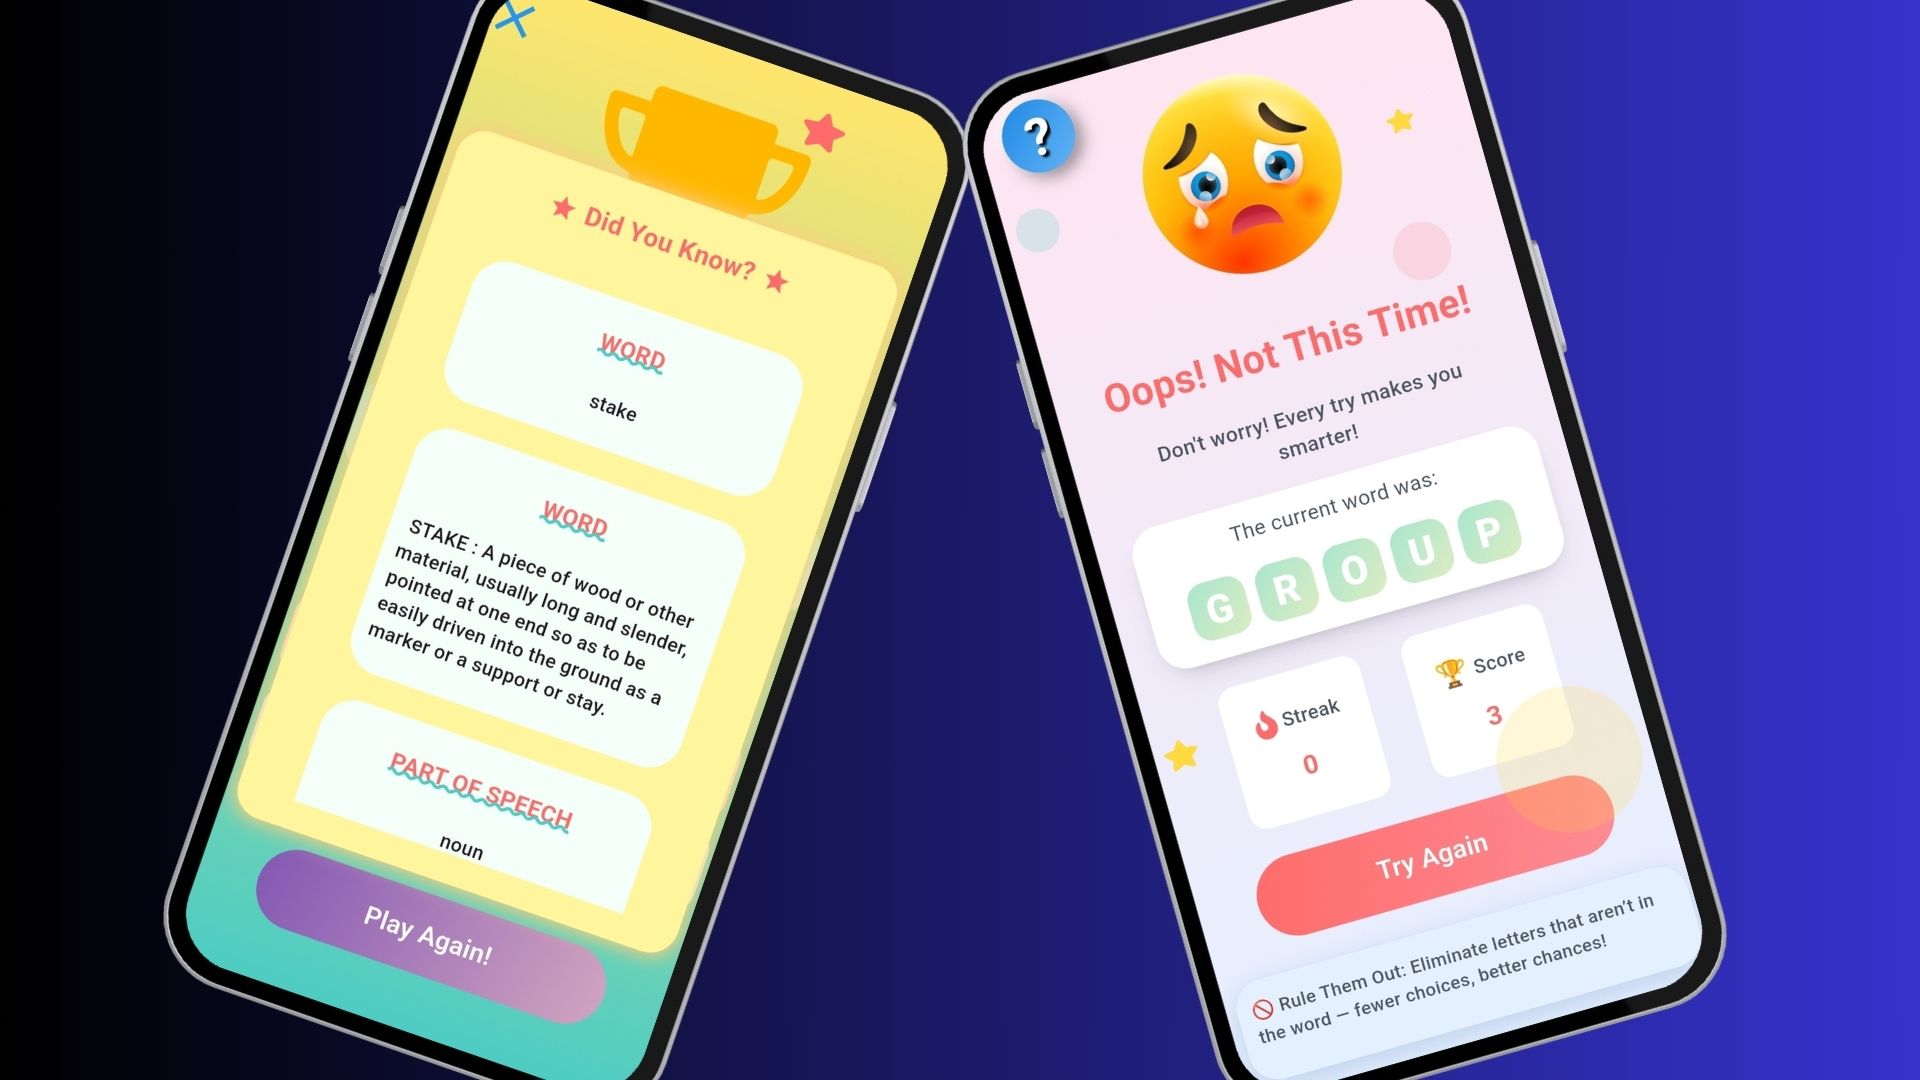 Did You Know?
WORD
stake
WORD
STAKE : A piece of wood or other
material, usually long and slender,
pointed at one end so as to be
easily driven into the ground as a
marker or a support or stay.
PART OF SPEECH
noun
Play Again!
?
Oops! Not This Time!
Don't worry! Every try makes you
smarter!
The current word was:
G R O U P
Streak
0
🏆 Score
3
Try Again
🚫 Rule Them Out: Eliminate letters that aren't in
the word — fewer choices, better chances!